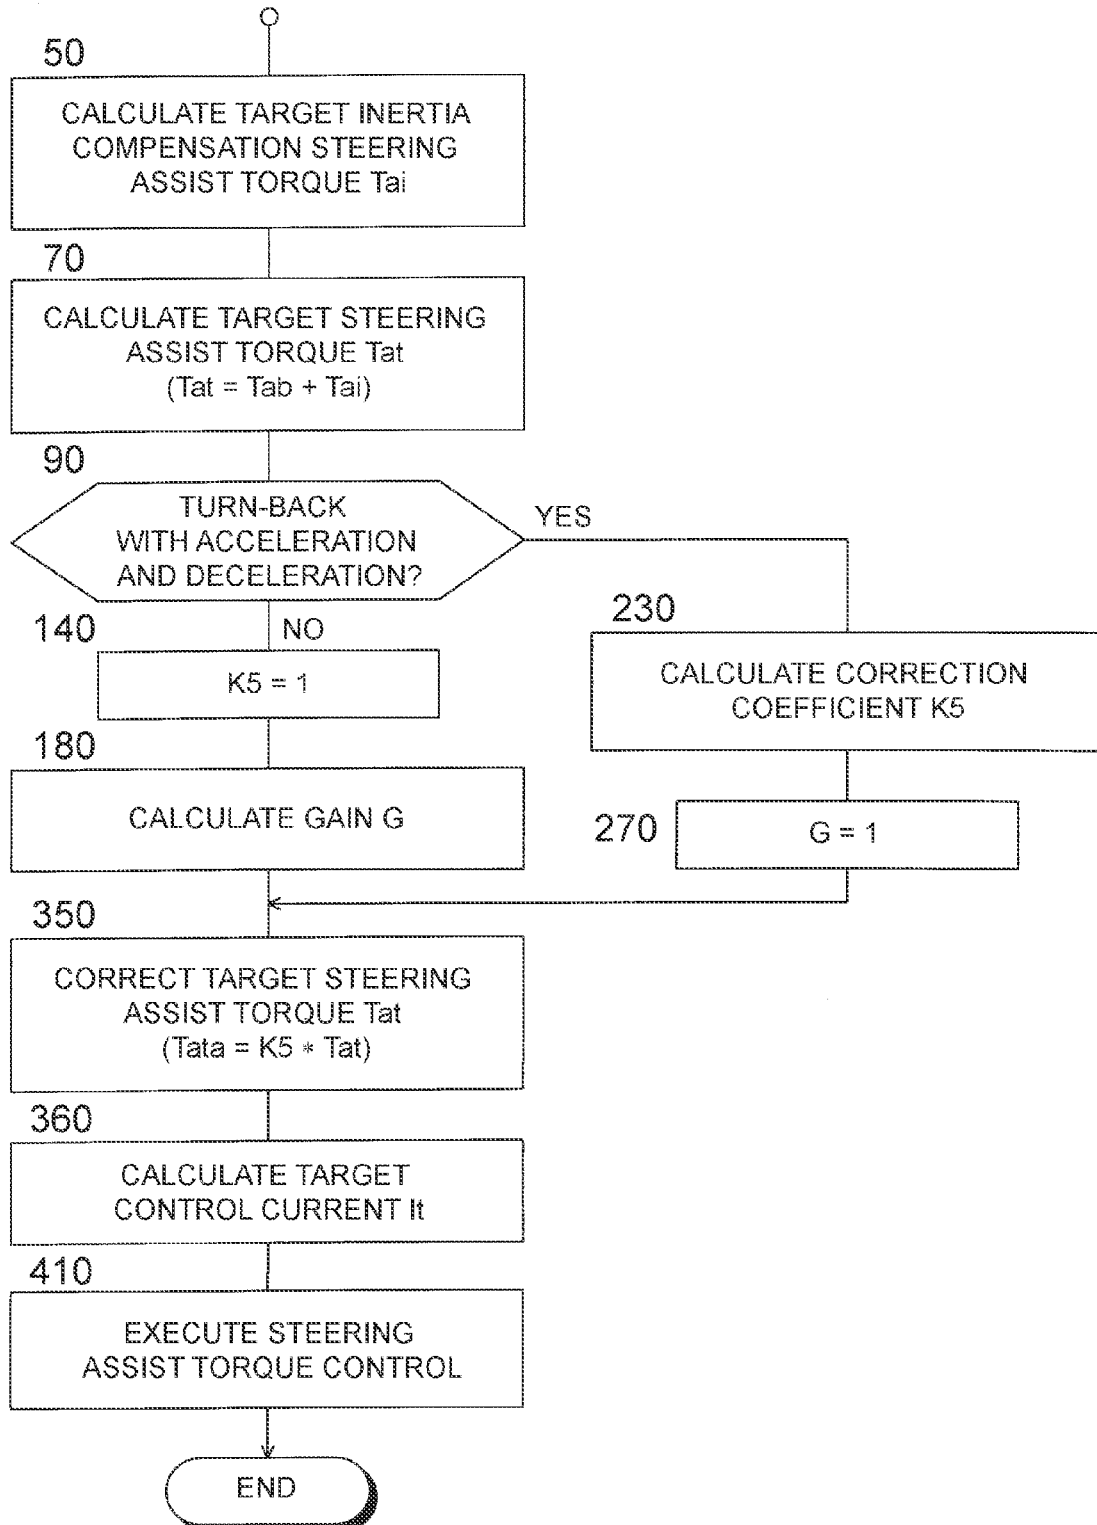 50
CALCULATE TARGET INERTIA
COMPENSATION STEERING
ASSIST TORQUE Tai
70
CALCULATE TARGET STEERING
ASSIST TORQUE Tat
(Tat = Tab + Tai)
90
TURN-BACK
WITH ACCELERATION
AND DECELERATION?
YES
NO
140
K5 = 1
230
CALCULATE CORRECTION
COEFFICIENT K5
180
CALCULATE GAIN G
270
G = 1
350
CORRECT TARGET STEERING
ASSIST TORQUE Tat
(Tata = K5 * Tat)
360
CALCULATE TARGET
CONTROL CURRENT It
410
EXECUTE STEERING
ASSIST TORQUE CONTROL
END